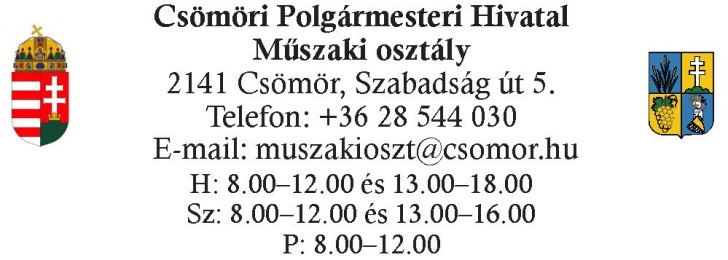 Csömöri Polgármesteri Hivatal
Műszaki osztály
2141 Csömör, Szabadság út 5.
Telefon: +36 28 544 030
E-mail: muszakioszt@csomor.hu
H: 8.00–12.00 és 13.00–18.00
Sz: 8.00–12.00 és 13.00–16.00
P: 8.00–12.00